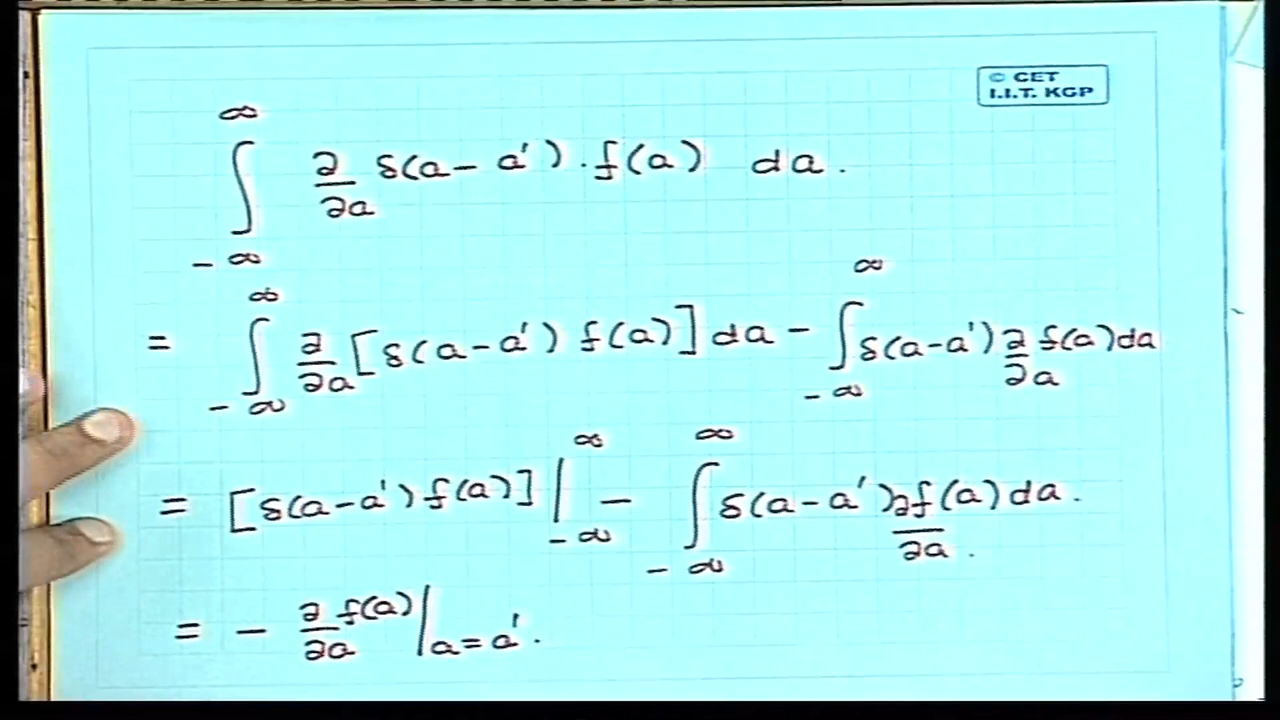 © CET
I.I.T. KGP
∫_{-∞}^{∞} ∂/∂a δ(a - a') . f(a) da .
= ∫_{-∞}^{∞} ∂/∂a [δ(a-a') f(a)] da - ∫_{-∞}^{∞} δ(a-a') ∂/∂a f(a) da
= [δ(a-a') f(a)] |_{-∞}^{∞} - ∫_{-∞}^{∞} δ(a-a') ∂f(a)/∂a da .
= - ∂/∂a f(a) |_{a=a'} .